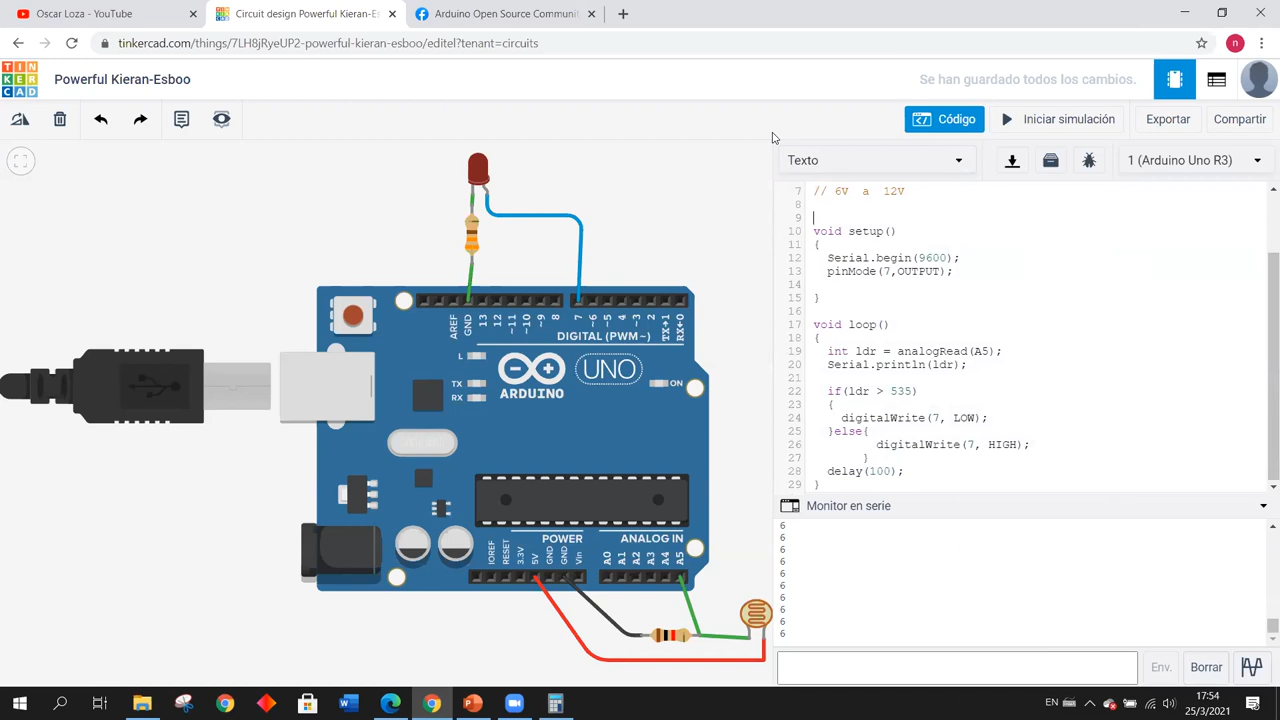 Oscar Loza - YouTube
Circuit design Powerful Kieran-Es
Arduino Open Source Communit
tinkercad.com/things/7LH8jRyeUP2-powerful-kieran-esboo/editel?tenant=circuits
n
TIN
KER
CAD
Powerful Kieran-Esboo
Se han guardado todos los cambios.
Código
Iniciar simulación
Exportar
Compartir
Texto
1 (Arduino Uno R3)
7 // 6V a 12V
8
9
10 void setup()
11 {
12 Serial.begin(9600);
13 pinMode(7,OUTPUT);
14
15 }
16
17 void loop()
18 {
19 int ldr = analogRead(A5);
20 Serial.println(ldr);
21
22 if(ldr > 535)
23 {
24 digitalWrite(7, LOW);
25 }else{
26 digitalWrite(7, HIGH);
27 }
28 delay(100);
29 }
AREF
GND
13
12
~11
~10
~9
8
7
~6
~5
4
~3
2
TX→1
RX←0
DIGITAL (PWM~)
L
TX
RX
ARDUINO
UNO
ON
POWER
ANALOG IN
IOREF
RESET
3.3V
5V
GND
GND
Vin
A0
A1
A2
A3
A4
A5
Monitor en serie
6
6
6
6
6
6
6
6
6
6
Env.
Borrar
EN
17:54
25/3/2021